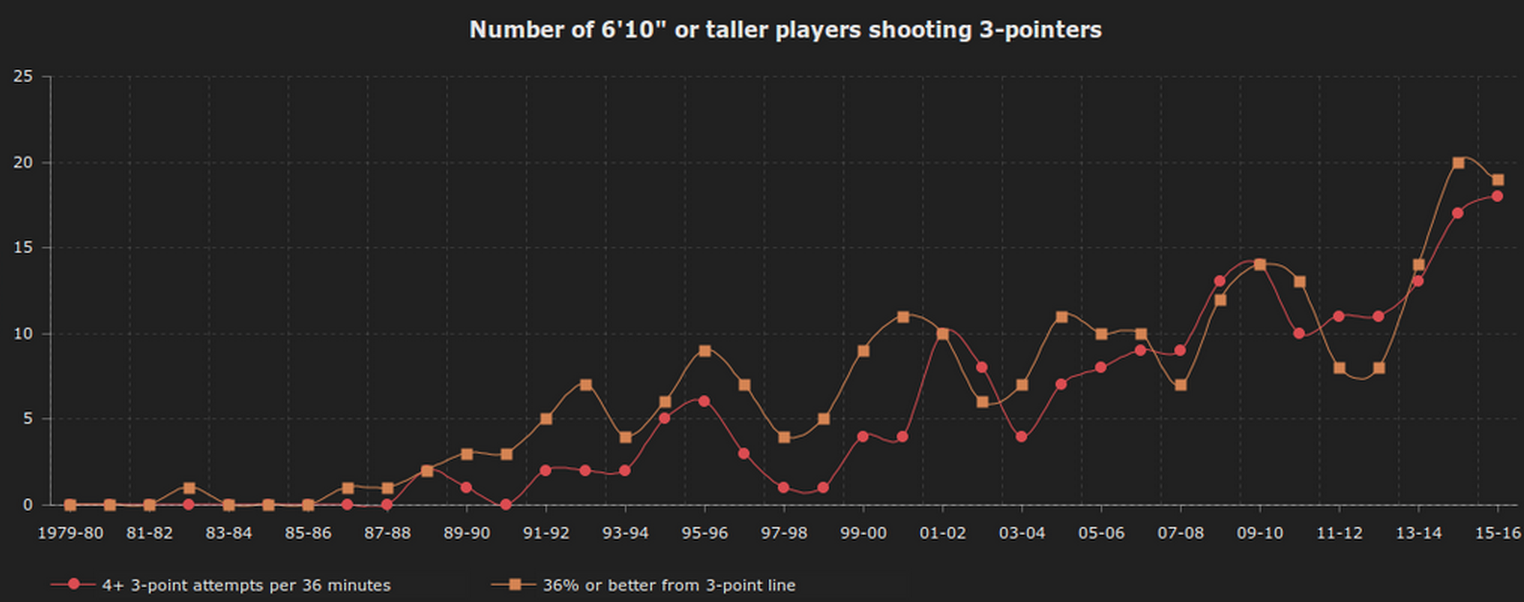 Number of 6'10" or taller players shooting 3-pointers
25
20
15
10
5
0
1979-80 81-82 83-84 85-86 87-88 89-90 91-92 93-94 95-96 97-98 99-00 01-02 03-04 05-06 07-08 09-10 11-12 13-14 15-16
4+ 3-point attempts per 36 minutes 36% or better from 3-point line